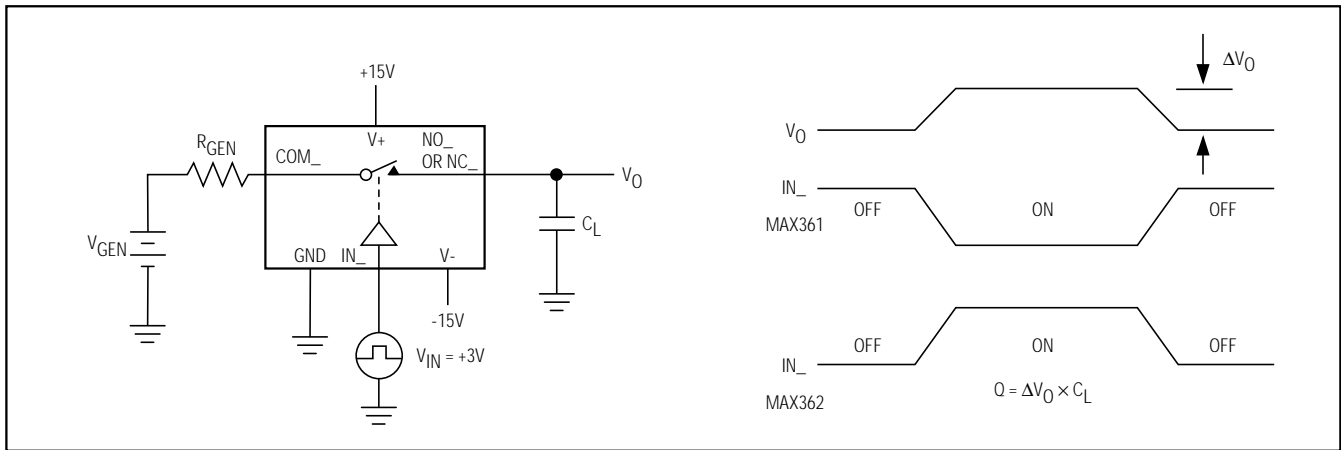 +15V
R_GEN
COM_
V+
NO_
OR NC_
V_O
C_L
V_GEN
GND
IN_
V-
-15V
V_IN = +3V
ΔV_O
V_O
IN_
MAX361
OFF
ON
OFF
IN_
MAX362
OFF
ON
OFF
Q = ΔV_O × C_L